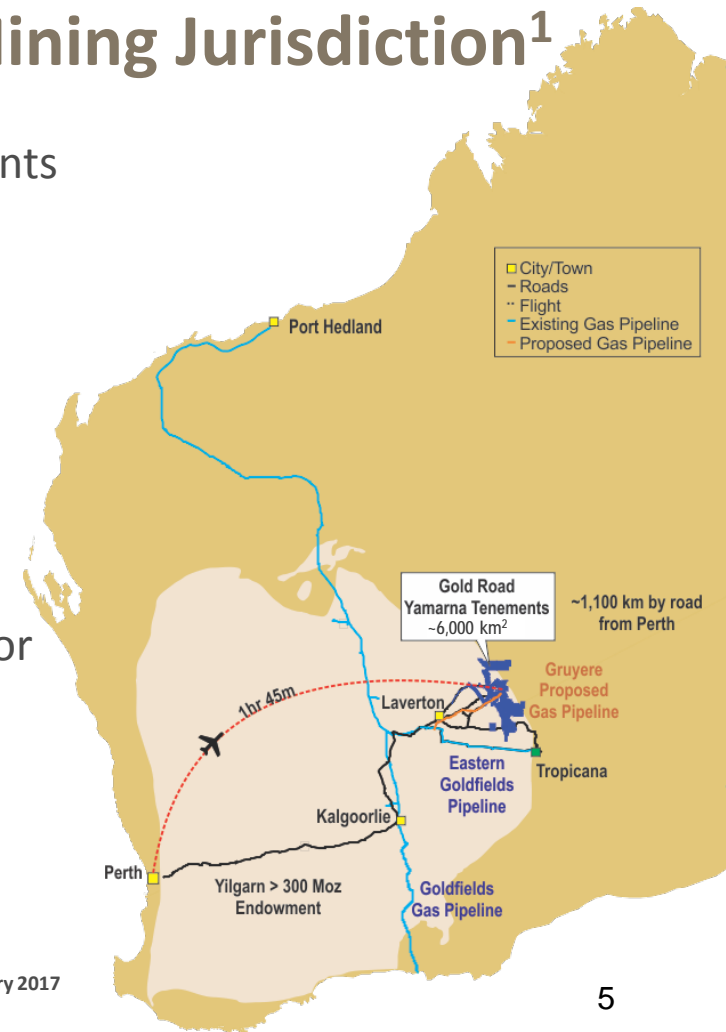 ining Jurisdiction1
nts
City/Town
Roads
Flight
Existing Gas Pipeline
Proposed Gas Pipeline
Port Hedland
Gold Road
Yamarna Tenements
~6,000 km2
~1,100 km by road
from Perth
or
1hr 45m
Laverton
Gruyere
Proposed
Gas Pipeline
Eastern
Goldfields
Pipeline
Tropicana
Kalgoorlie
Perth
Yilgarn > 300 Moz
Endowment
Goldfields
Gas Pipeline
ry 2017
5